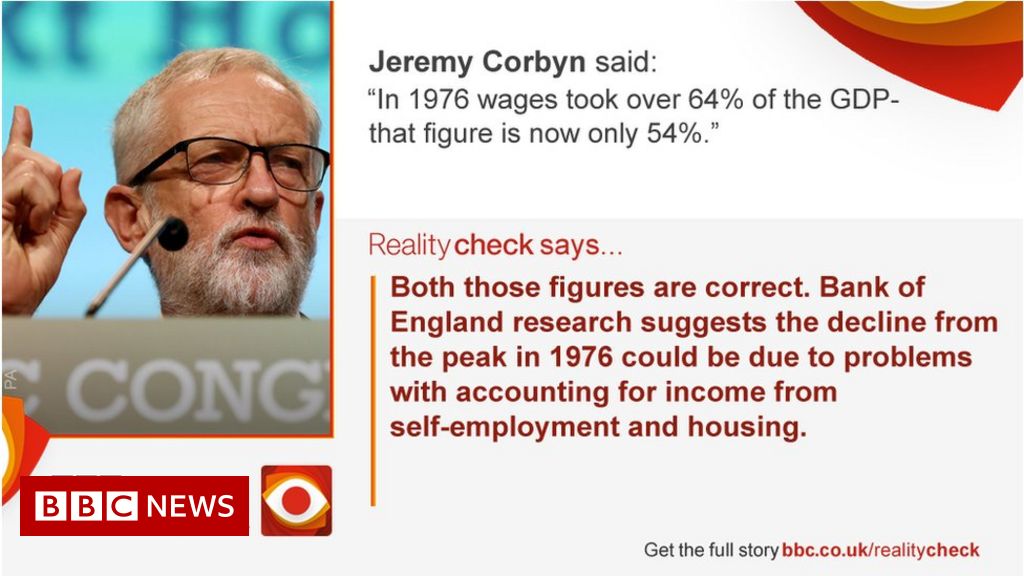 Jeremy Corbyn said:
“In 1976 wages took over 64% of the GDP-
that figure is now only 54%.”
Reality check says...
Both those figures are correct. Bank of
England research suggests the decline from
the peak in 1976 could be due to problems
with accounting for income from
self-employment and housing.
C CONG
PA
BBC NEWS
Get the full story bbc.co.uk/realitycheck